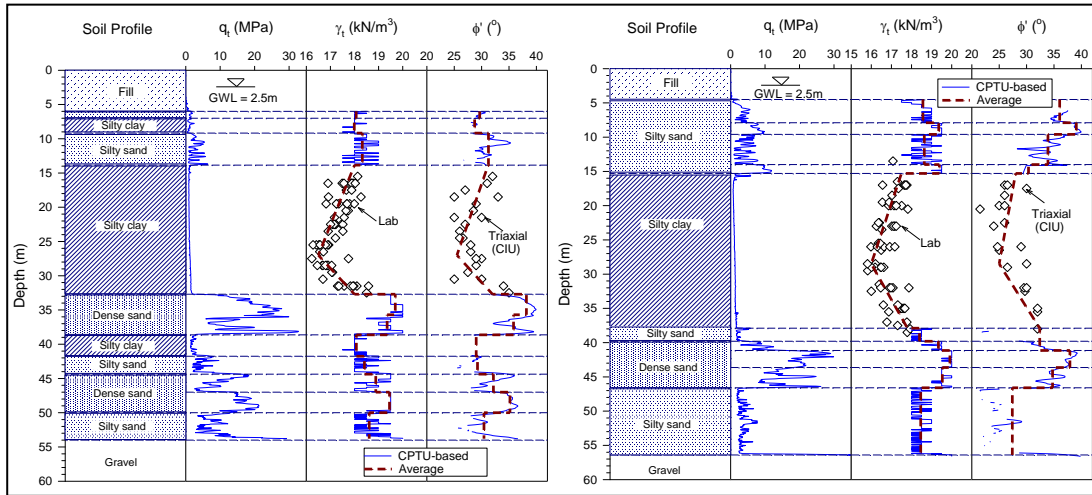 Soil Profile
qt (MPa)
γt (kN/m³)
ϕ' (°)
0 10 20 30
16 17 18 19 20
20 25 30 35 40
0
5
10
15
20
25
30
35
40
45
50
55
60
Depth (m)
Fill
Silty clay
Silty sand
Silty clay
Dense sand
Silty clay
Silty sand
Dense sand
Silty sand
Gravel
GWL = 2.5m
Lab
Triaxial
(CIU)
CPTU-based
Average
Soil Profile
qt (MPa)
γt (kN/m³)
ϕ' (°)
0 10 20 30
15 16 17 18 19 20
20 25 30 35 40
0
5
10
15
20
25
30
35
40
45
50
55
60
Depth (m)
Fill
Silty sand
Silty clay
Silty sand
Dense sand
Silty sand
Gravel
GWL = 2.5m
CPTU-based
Average
Lab
Triaxial
(CIU)